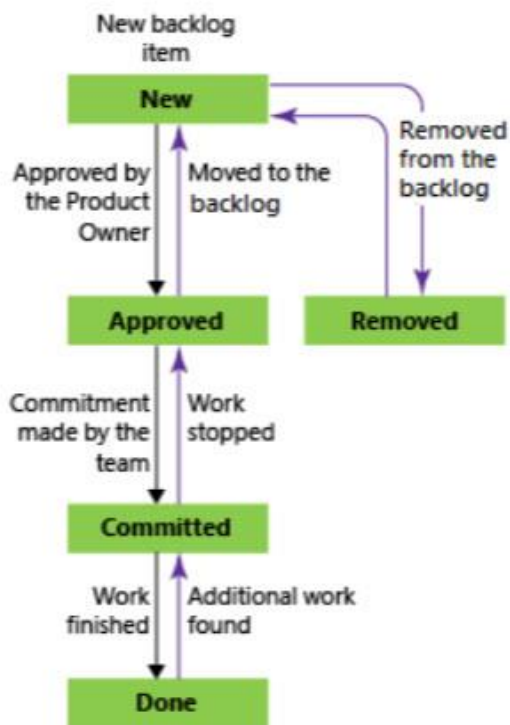 New backlog
item
New
Approved by
the Product
Owner
Moved to the
backlog
Removed
from the
backlog
Approved
Removed
Commitment
made by the
team
Work
stopped
Committed
Work
finished
Additional work
found
Done